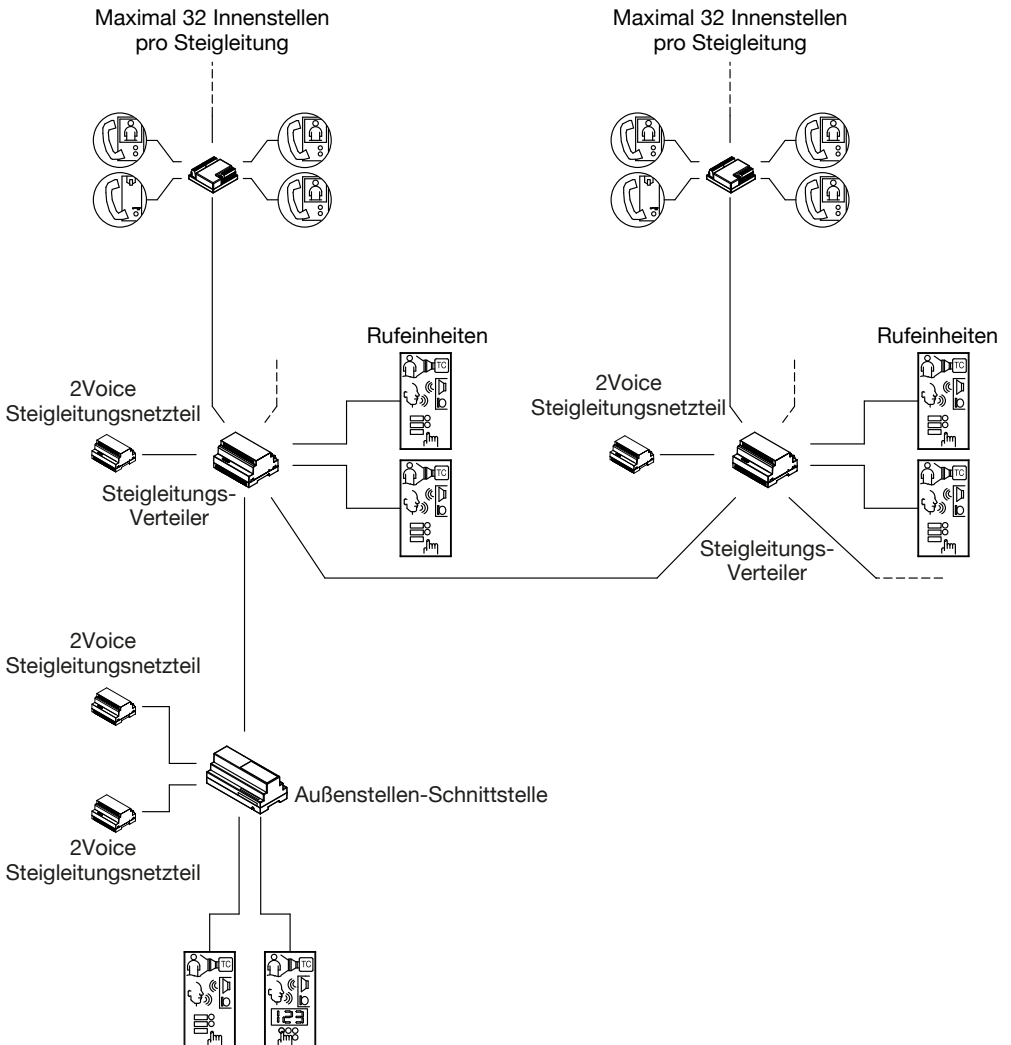 Maximal 32 Innenstellen
pro Steigleitung
Maximal 32 Innenstellen
pro Steigleitung
Rufeinheiten
TC
2Voice
Steigleitungsnetzteil
TC
Steigleitungs-
Verteiler
Rufeinheiten
TC
2Voice
Steigleitungsnetzteil
TC
Steigleitungs-
Verteiler
2Voice
Steigleitungsnetzteil
Außenstellen-Schnittstelle
2Voice
Steigleitungsnetzteil
TC
TC
123